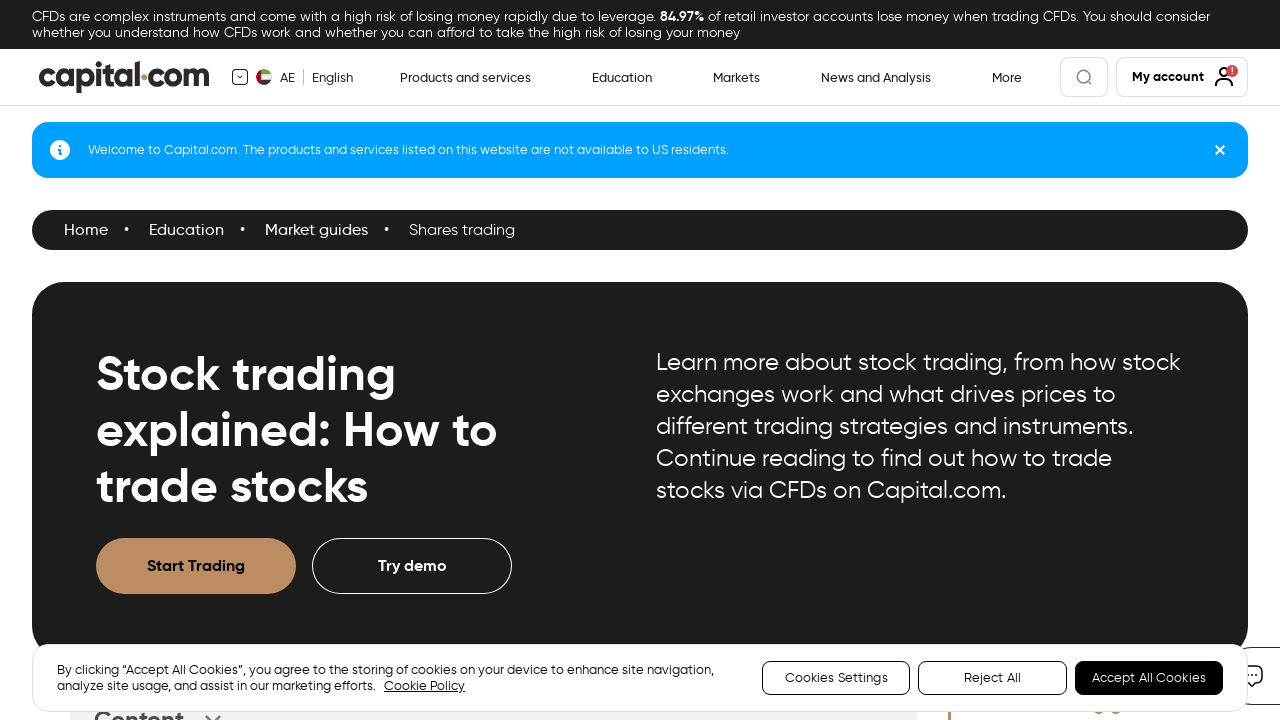 CFDs are complex instruments and come with a high risk of losing money rapidly due to leverage. 84.97% of retail investor accounts lose money when trading CFDs. You should consider
whether you understand how CFDs work and whether you can afford to take the high risk of losing your money
capital.com
AE
English
Products and services
Education
Markets
News and Analysis
More
My account
!
Welcome to Capital.com. The products and services listed on this website are not available to US residents.
Home • Education • Market guides • Shares trading
Stock trading
explained: How to
trade stocks
Learn more about stock trading, from how stock
exchanges work and what drives prices to
different trading strategies and instruments.
Continue reading to find out how to trade
stocks via CFDs on Capital.com.
Start Trading
Try demo
By clicking “Accept All Cookies”, you agree to the storing of cookies on your device to enhance site navigation,
analyze site usage, and assist in our marketing efforts. Cookie Policy
Cookies Settings
Reject All
Accept All Cookies
Content